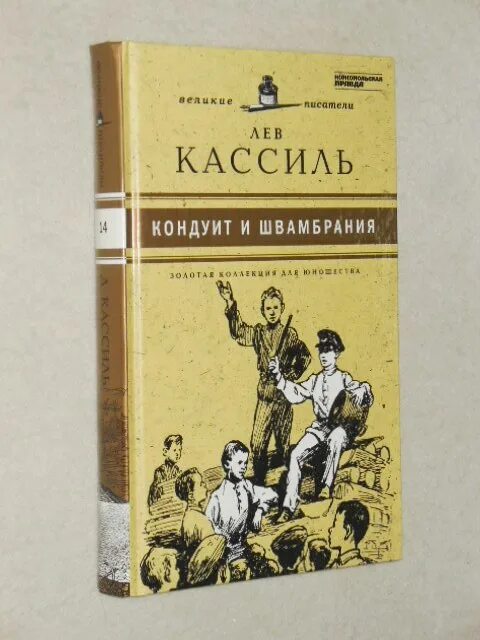 КОМСОМОЛЬСКАЯ
ПРАВДА
великие писатели
ЛЕВ
КАССИЛЬ
КОНДУИТ И ШВАМБРАНИЯ
ЗОЛОТАЯ КОЛЛЕКЦИЯ ДЛЯ ЮНОШЕСТВА
14
Л. КАССИЛЬ